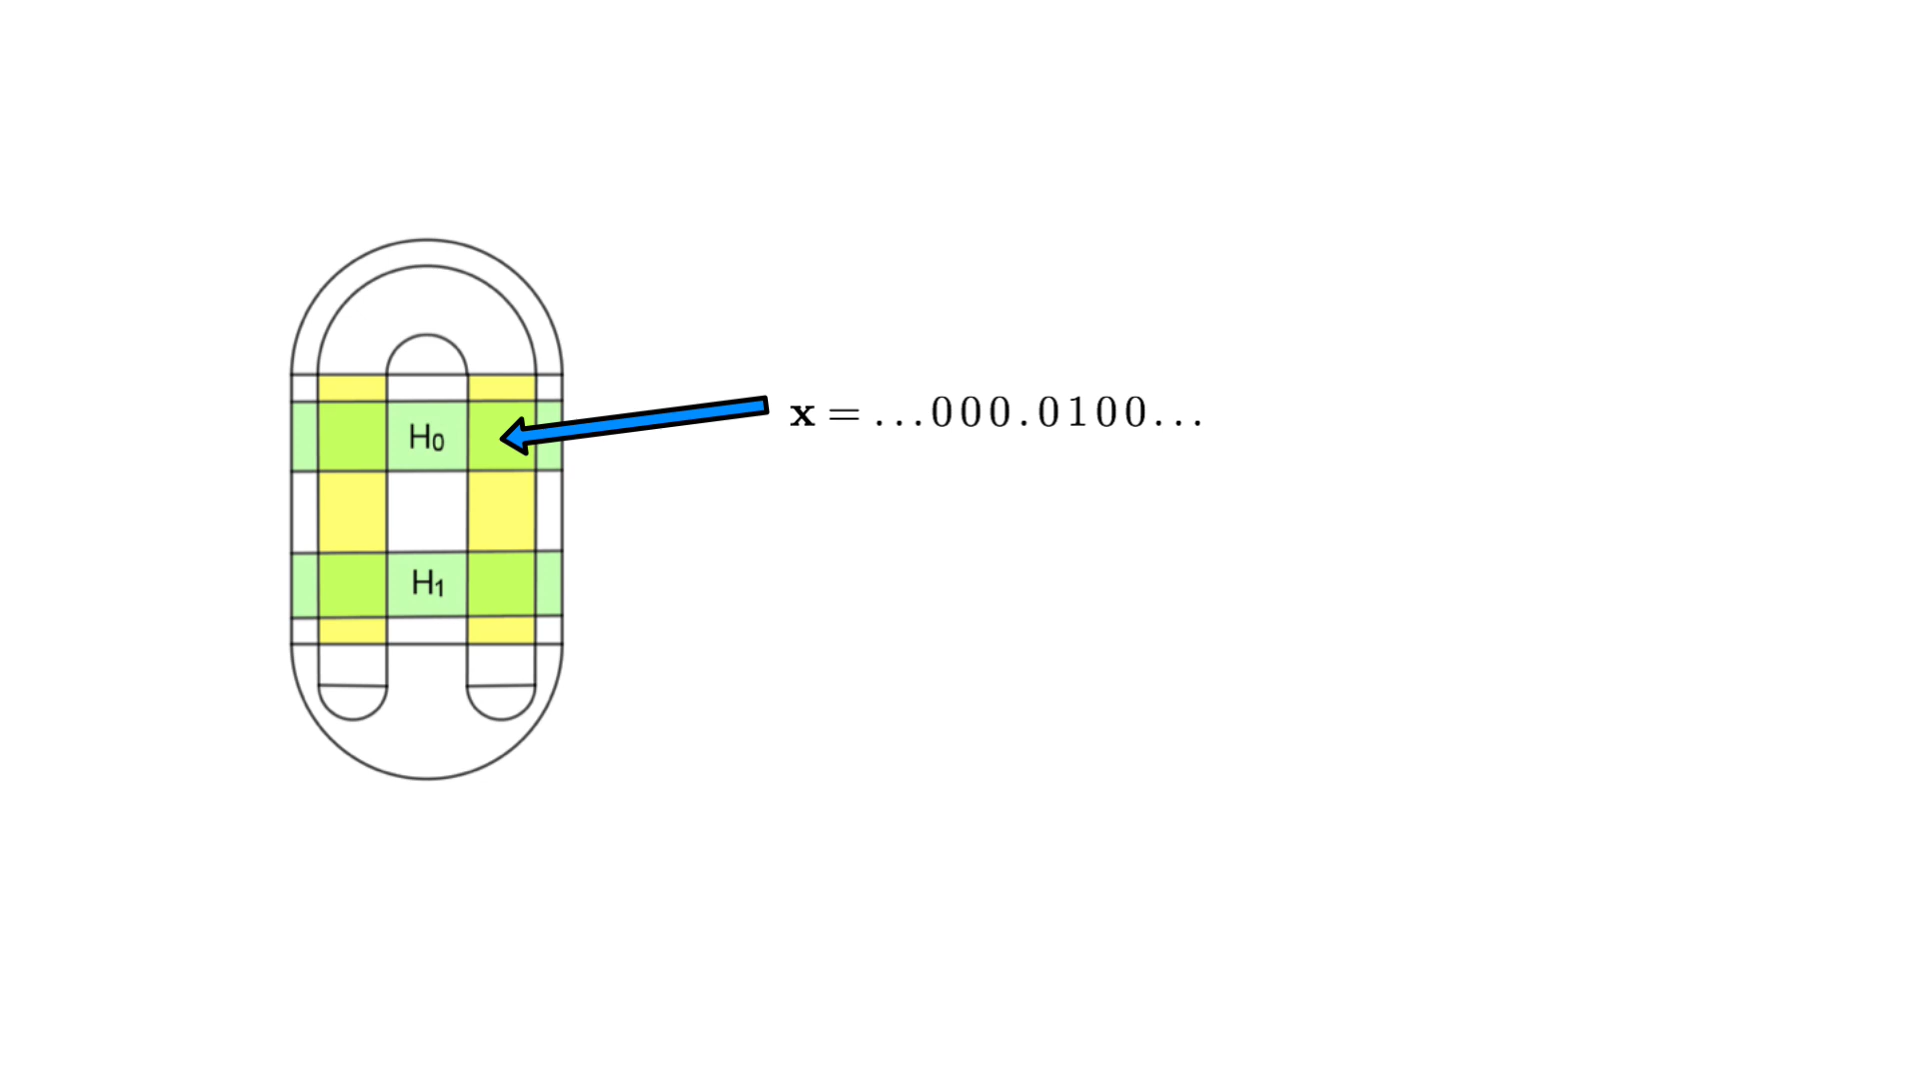 H₀
𝐱 = ...000.0100...
H₁